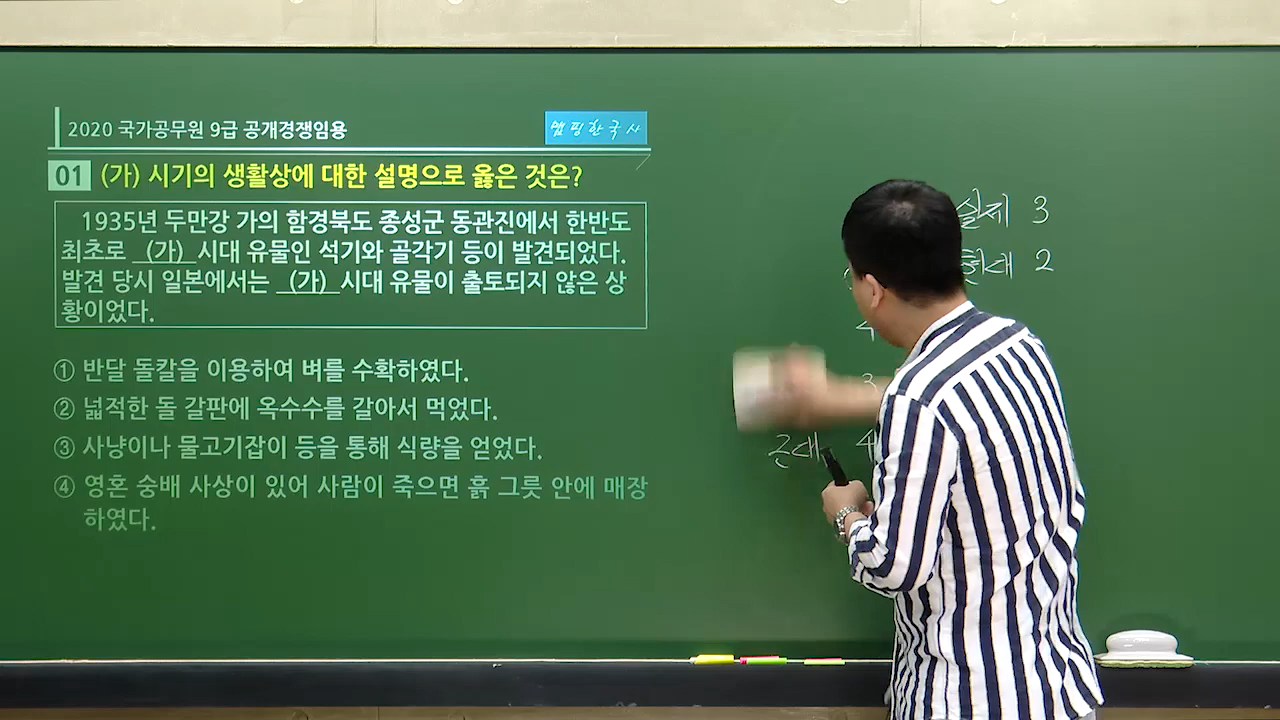 2020 국가공무원 9급 공개경쟁임용
맵핑한국사
01 (가) 시기의 생활상에 대한 설명으로 옳은 것은?
1935년 두만강 가의 함경북도 종성군 동관진에서 한반도
최초로 (가) 시대 유물인 석기와 골각기 등이 발견되었다.
발견 당시 일본에서는 (가) 시대 유물이 출토되지 않은 상
황이었다.
① 반달 돌칼을 이용하여 벼를 수확하였다.
② 넓적한 돌 갈판에 옥수수를 갈아서 먹었다.
③ 사냥이나 물고기잡이 등을 통해 식량을 얻었다.
④ 영혼 숭배 사상이 있어 사람이 죽으면 흙 그릇 안에 매장
하였다.
일제 3
현대 2
4
3
근대 4